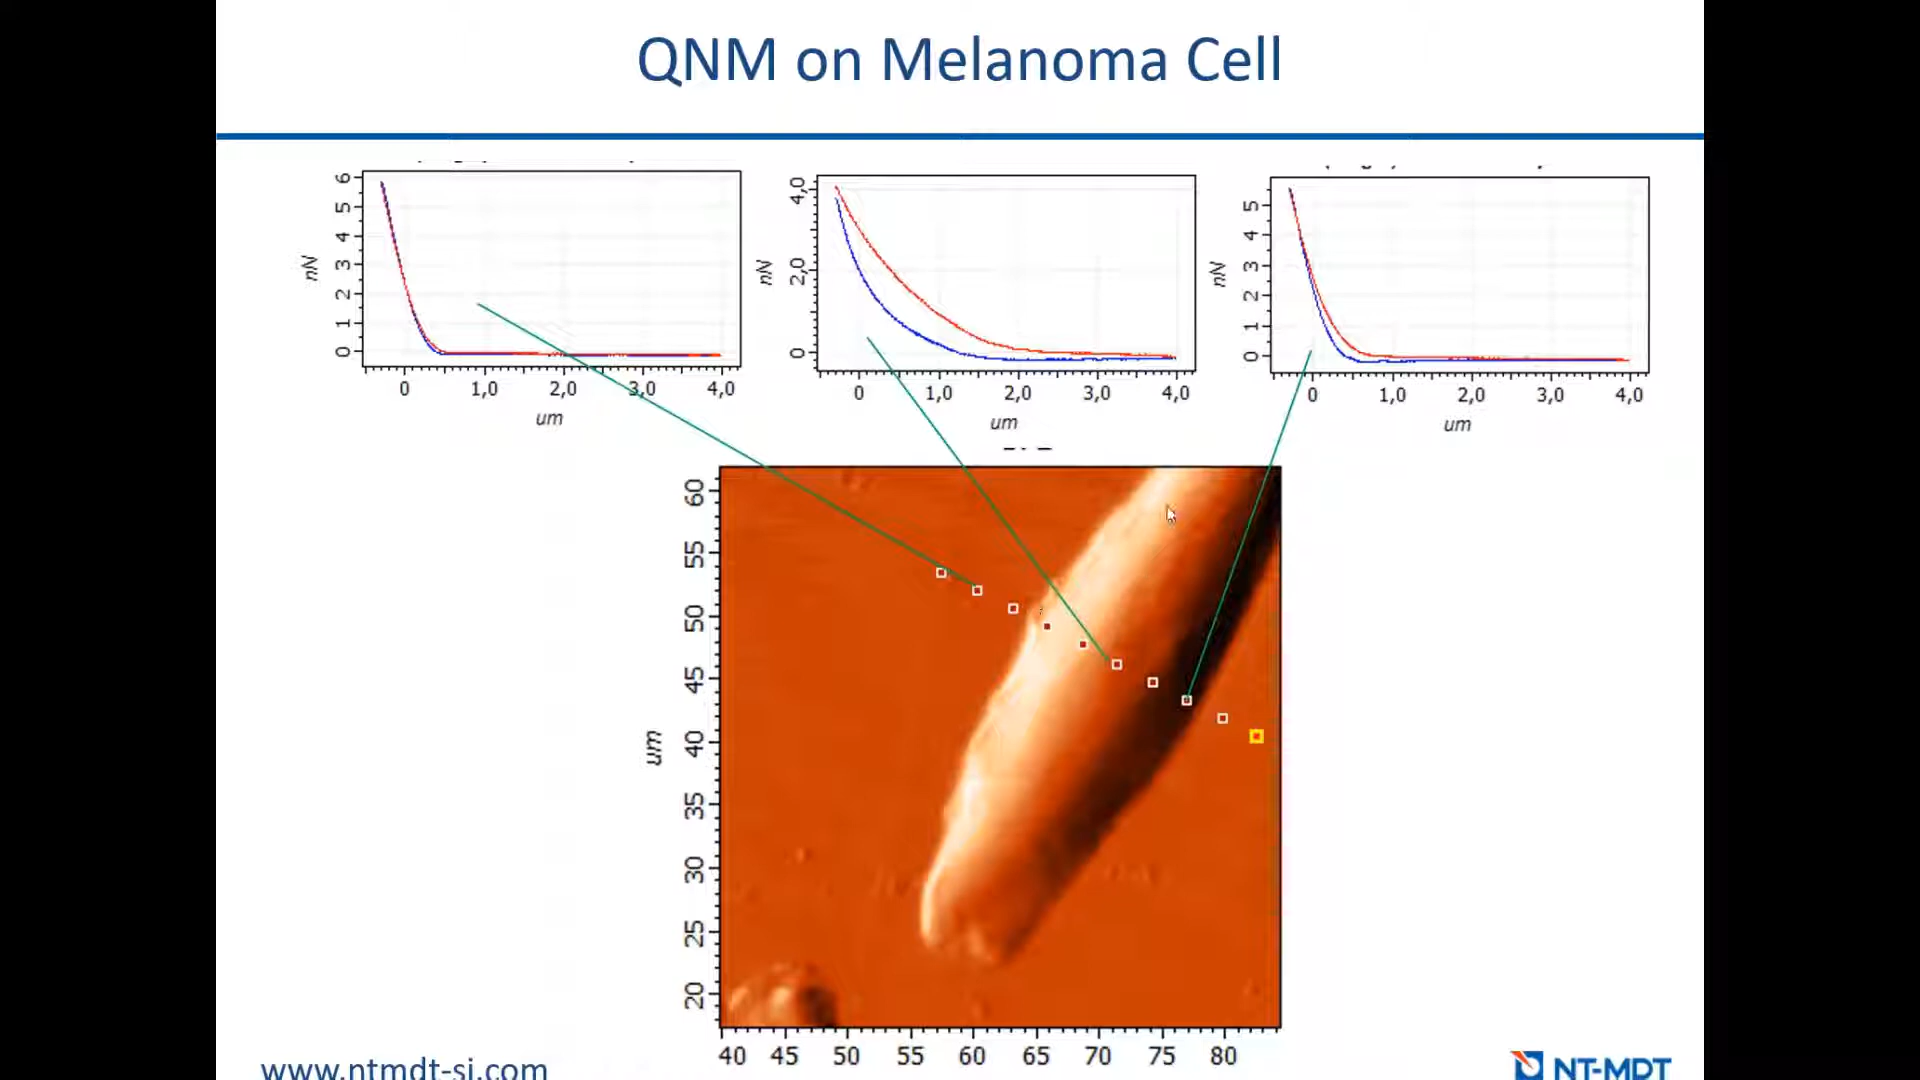 QNM on Melanoma Cell
6
5
4
3
2
1
0
nN
0 1,0 2,0 3,0 4,0
um
4,0
2,0
0
nN
0 1,0 2,0 3,0 4,0
um
5
4
3
2
1
0
nN
0 1,0 2,0 3,0 4,0
um
60
55
50
45
40
35
30
25
20
um
40 45 50 55 60 65 70 75 80
www.ntmdt-si.com
NT-MDT